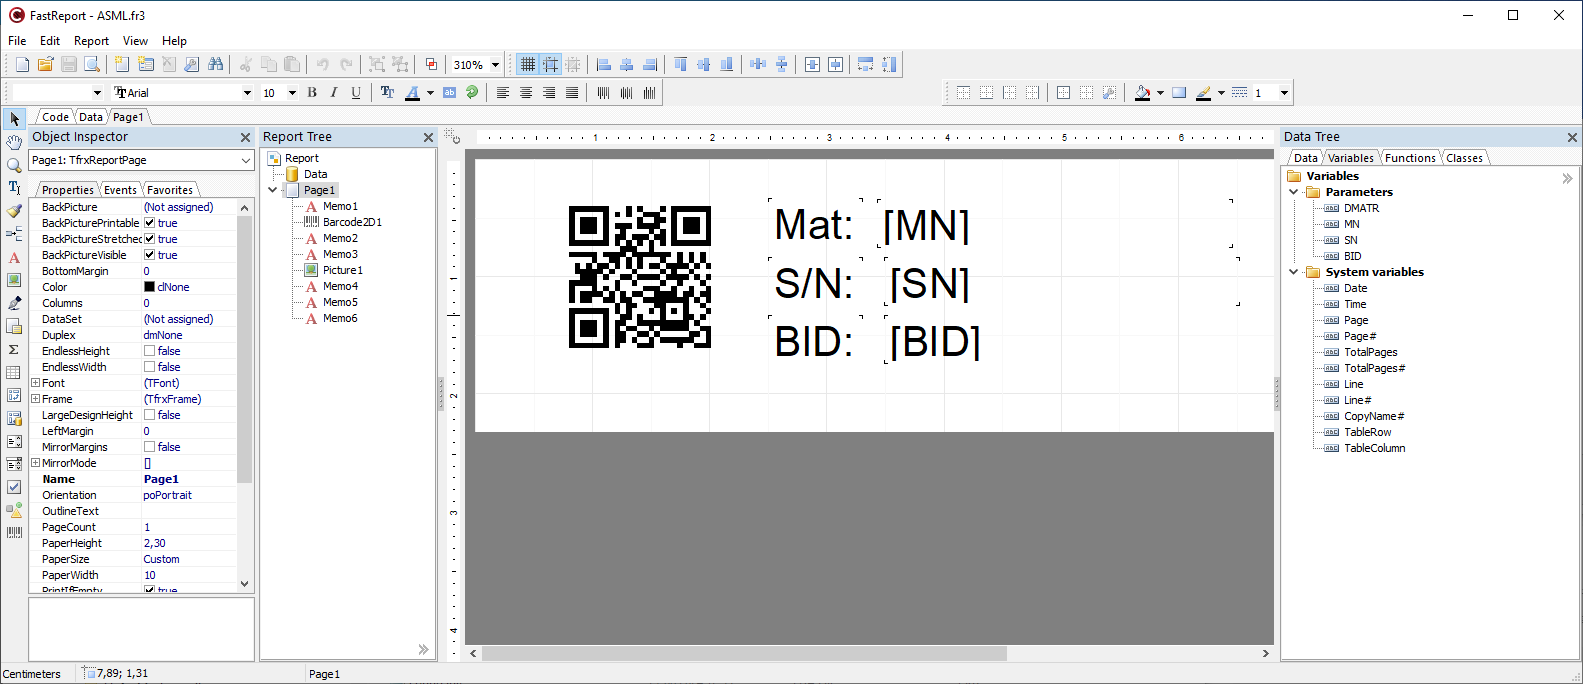 FastReport - ASML.fr3
File Edit Report View Help
310%
Arial 10 B I U 1
Code Data Page1
Object Inspector
Page1: TfrxReportPage
Properties Events Favorites
BackPicture (Not assigned)
BackPicturePrintable true
BackPictureStretched true
BackPictureVisible true
BottomMargin 0
Color clNone
Columns 0
DataSet (Not assigned)
Duplex dmNone
EndlessHeight false
EndlessWidth false
Font (TFont)
Frame (TfrxFrame)
LargeDesignHeight false
LeftMargin 0
MirrorMargins false
MirrorMode []
Name Page1
Orientation poPortrait
OutlineText
PageCount 1
PaperHeight 2,30
PaperSize Custom
PaperWidth 10
PrintIfEmpty true
Report Tree
Report
Data
Page1
Memo1
Barcode2D1
Memo2
Memo3
Picture1
Memo4
Memo5
Memo6
1 2 3 4 5 6
1
2
3
4
Mat: [MN]
S/N: [SN]
BID: [BID]
Data Tree
Data Variables Functions Classes
Variables
Parameters
DMATR
MN
SN
BID
System variables
Date
Time
Page
Page#
TotalPages
TotalPages#
Line
Line#
CopyName#
TableRow
TableColumn
Centimeters 7,89; 1,31 Page1